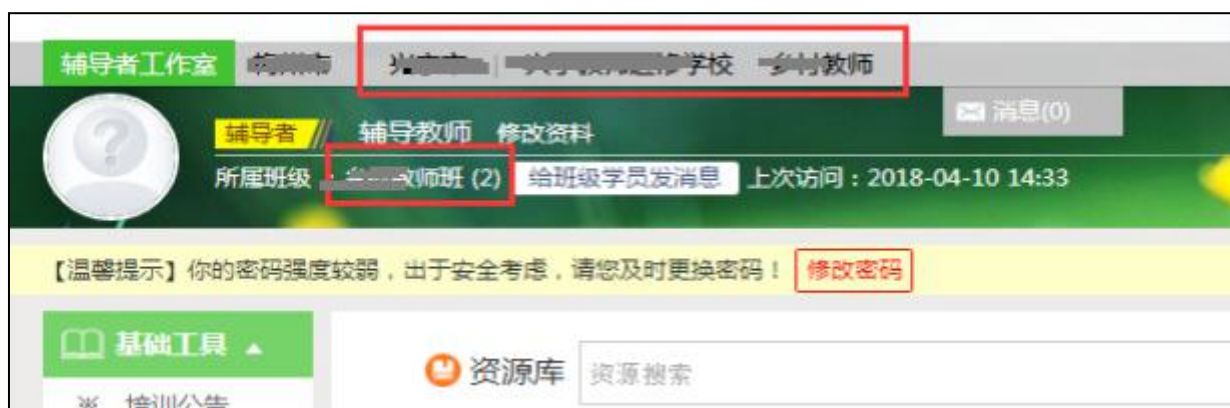 辅导者工作室 学校 教师
消息(0)
辅导者 辅导教师 修改资料
所属班级： 师班 (2) 给班级学员发消息 上次访问：2018-04-10 14:33
【温馨提示】你的密码强度较弱，出于安全考虑，请您及时更换密码！ 修改密码
基础工具
资源库 资源搜索
※ 培训公告